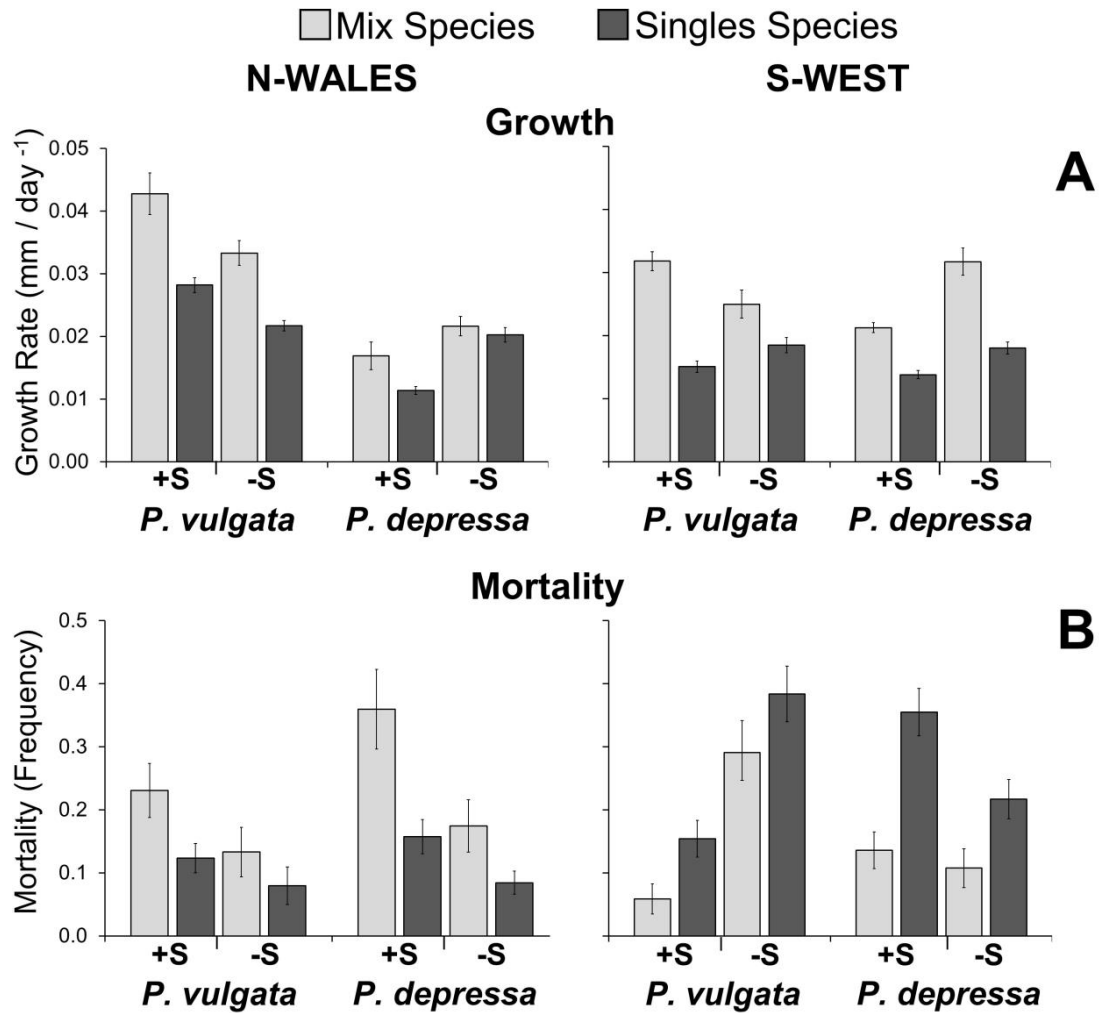 Mix Species Singles Species
N-WALES S-WEST
Growth
A
Growth Rate (mm / day -1)
0.05
0.04
0.03
0.02
0.01
0.00
+S -S +S -S +S -S +S -S
P. vulgata P. depressa P. vulgata P. depressa
Mortality
B
Mortality (Frequency)
0.5
0.4
0.3
0.2
0.1
0.0
+S -S +S -S +S -S +S -S
P. vulgata P. depressa P. vulgata P. depressa